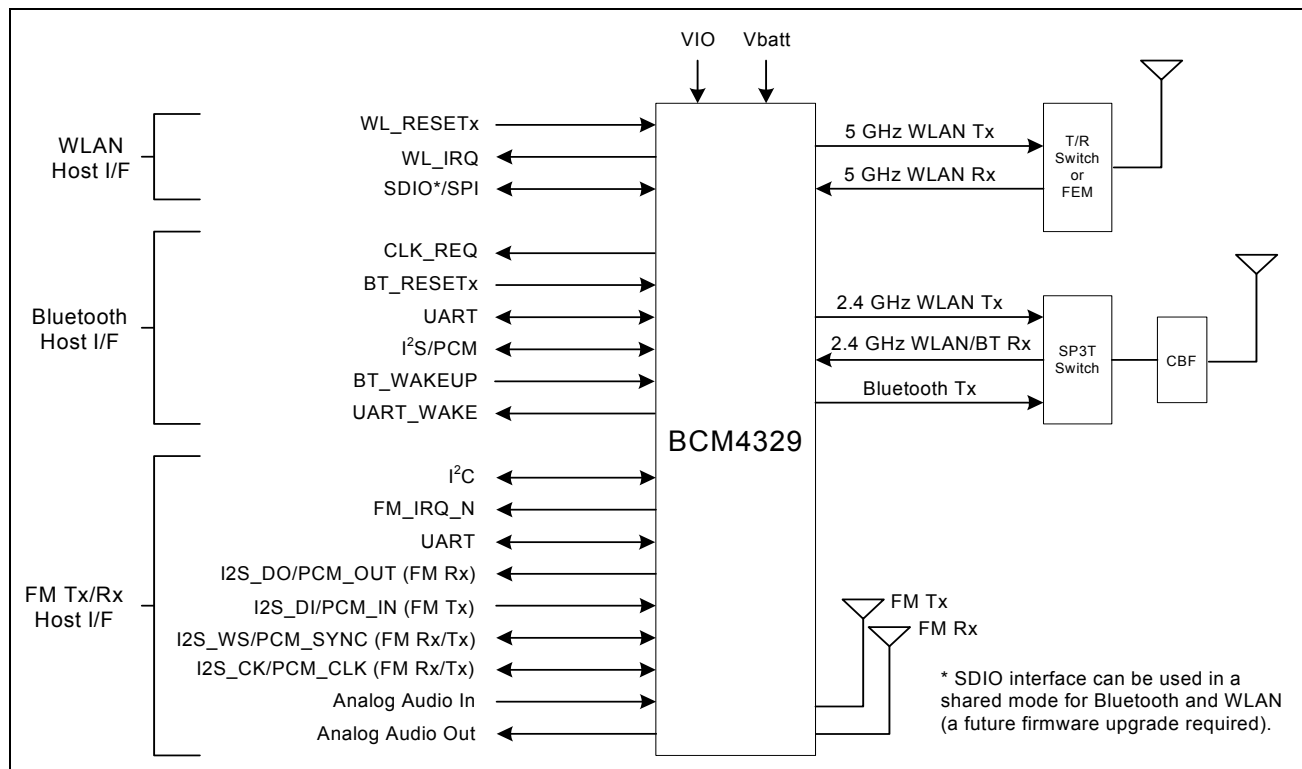 VIO
Vbatt
WLAN
Host I/F
WL_RESETx
WL_IRQ
SDIO*/SPI
Bluetooth
Host I/F
CLK_REQ
BT_RESETx
UART
I²S/PCM
BT_WAKEUP
UART_WAKE
FM Tx/Rx
Host I/F
I²C
FM_IRQ_N
UART
I2S_DO/PCM_OUT (FM Rx)
I2S_DI/PCM_IN (FM Tx)
I2S_WS/PCM_SYNC (FM Rx/Tx)
I2S_CK/PCM_CLK (FM Rx/Tx)
Analog Audio In
Analog Audio Out
BCM4329
5 GHz WLAN Tx
5 GHz WLAN Rx
T/R
Switch
or
FEM
2.4 GHz WLAN Tx
2.4 GHz WLAN/BT Rx
Bluetooth Tx
SP3T
Switch
CBF
FM Tx
FM Rx
* SDIO interface can be used in a
shared mode for Bluetooth and WLAN
(a future firmware upgrade required).